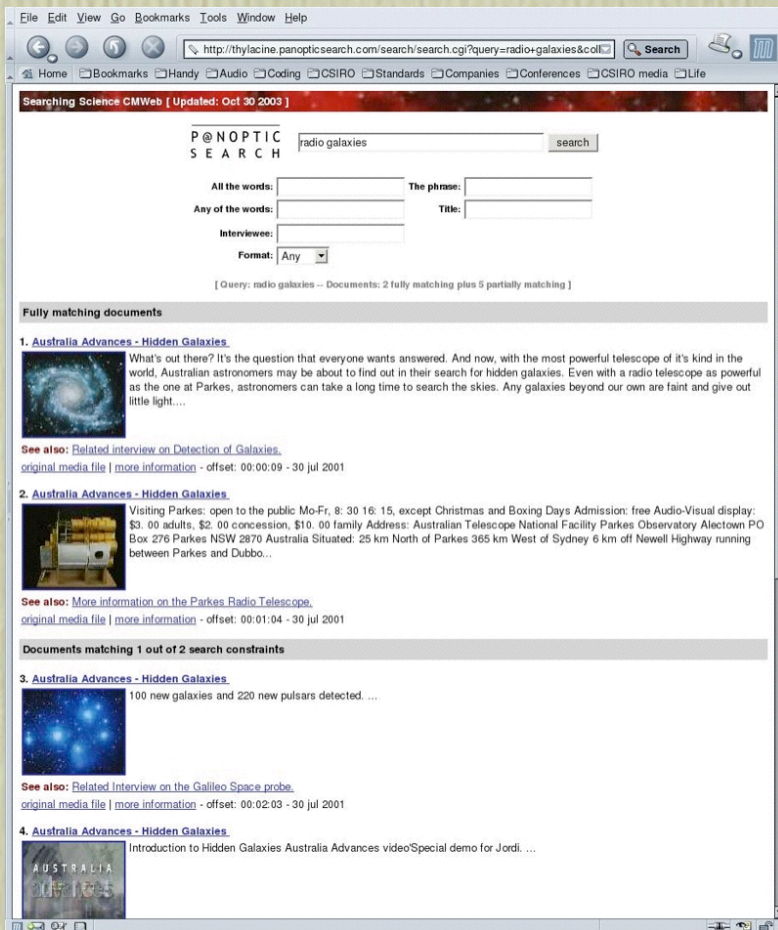 File Edit View Go Bookmarks Tools Window Help
http://thylacine.panopticsearch.com/search/search.cgi?query=radio+galaxies&coll Search
Home Bookmarks Handy Audio Coding CSIRO Standards Companies Conferences CSIRO media Life
Searching Science CMWeb [ Updated: Oct 30 2003 ]
P@NOPTIC
SEARCH
radio galaxies search
All the words: The phrase:
Any of the words: Title:
Interviewee:
Format: Any
[ Query: radio galaxies -- Documents: 2 fully matching plus 5 partially matching ]
Fully matching documents
1. Australia Advances - Hidden Galaxies
What's out there? It's the question that everyone wants answered. And now, with the most powerful telescope of it's kind in the
world, Australian astronomers may be about to find out in their search for hidden galaxies. Even with a radio telescope as powerful
as the one at Parkes, astronomers can take a long time to search the skies. Any galaxies beyond our own are faint and give out
little light....
See also: Related interview on Detection of Galaxies.
original media file | more information - offset: 00:00:09 - 30 jul 2001
2. Australia Advances - Hidden Galaxies
Visiting Parkes: open to the public Mo-Fr, 8: 30 16: 15, except Christmas and Boxing Days Admission: free Audio-Visual display:
$3. 00 adults, $2. 00 concession, $10. 00 family Address: Australian Telescope National Facility Parkes Observatory Alectown PO
Box 276 Parkes NSW 2870 Australia Situated: 25 km North of Parkes 365 km West of Sydney 6 km off Newell Highway running
between Parkes and Dubbo...
See also: More information on the Parkes Radio Telescope.
original media file | more information - offset: 00:01:04 - 30 jul 2001
Documents matching 1 out of 2 search constraints
3. Australia Advances - Hidden Galaxies
100 new galaxies and 220 new pulsars detected. ...
See also: Related Interview on the Galileo Space probe.
original media file | more information - offset: 00:02:03 - 30 jul 2001
4. Australia Advances - Hidden Galaxies
Introduction to Hidden Galaxies Australia Advances video'Special demo for Jordi. ...
AUSTRALIA
advances